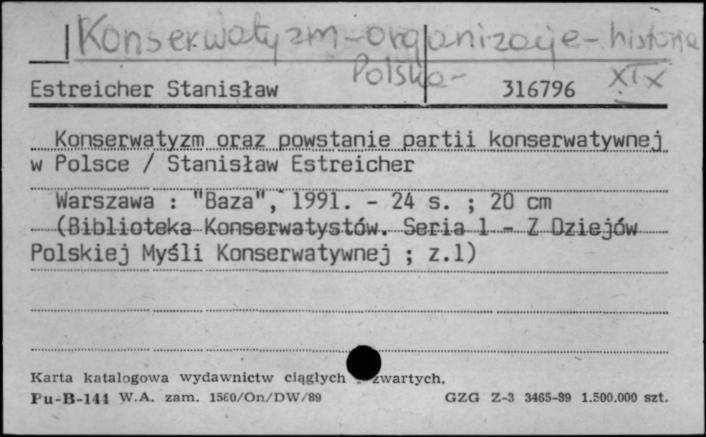 Konserwatyzm - organizacje - historia
Polska - XIX
Estreicher Stanisław 316796
Konserwatyzm oraz powstanie partii konserwatywnej
w Polsce / Stanisław Estreicher
Warszawa : "Baza", 1991. - 24 s. ; 20 cm
(Biblioteka Konserwatystów. Seria 1 - Z Dziejów
Polskiej Myśli Konserwatywnej ; z.1)
Karta katalogowa wydawnictw ciągłych zwartych.
Pu-B-144 W.A. zam. 1560/On/DW/89 GZG Z-3 3465-89 1.500.000 szt.